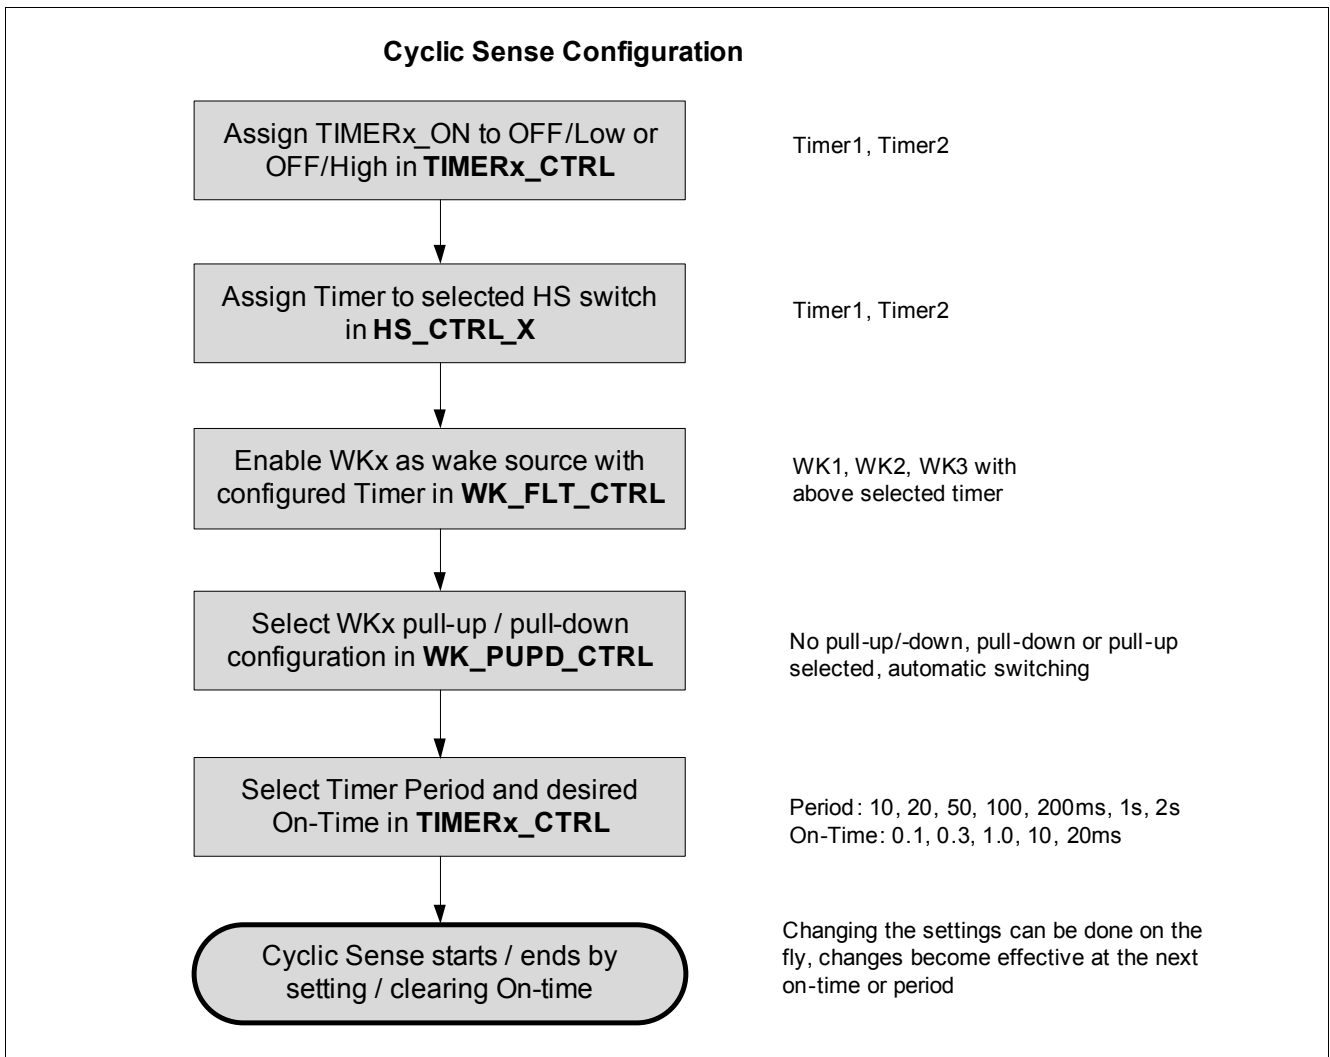 Cyclic Sense Configuration
Assign TIMERx_ON to OFF/Low or
OFF/High in TIMERx_CTRL
Timer1, Timer2
Assign Timer to selected HS switch
in HS_CTRL_X
Timer1, Timer2
Enable WKx as wake source with
configured Timer in WK_FLT_CTRL
WK1, WK2, WK3 with
above selected timer
Select WKx pull-up / pull-down
configuration in WK_PUPD_CTRL
No pull-up/-down, pull-down or pull-up
selected, automatic switching
Select Timer Period and desired
On-Time in TIMERx_CTRL
Period: 10, 20, 50, 100, 200ms, 1s, 2s
On-Time: 0.1, 0.3, 1.0, 10, 20ms
Cyclic Sense starts / ends by
setting / clearing On-time
Changing the settings can be done on the
fly, changes become effective at the next
on-time or period